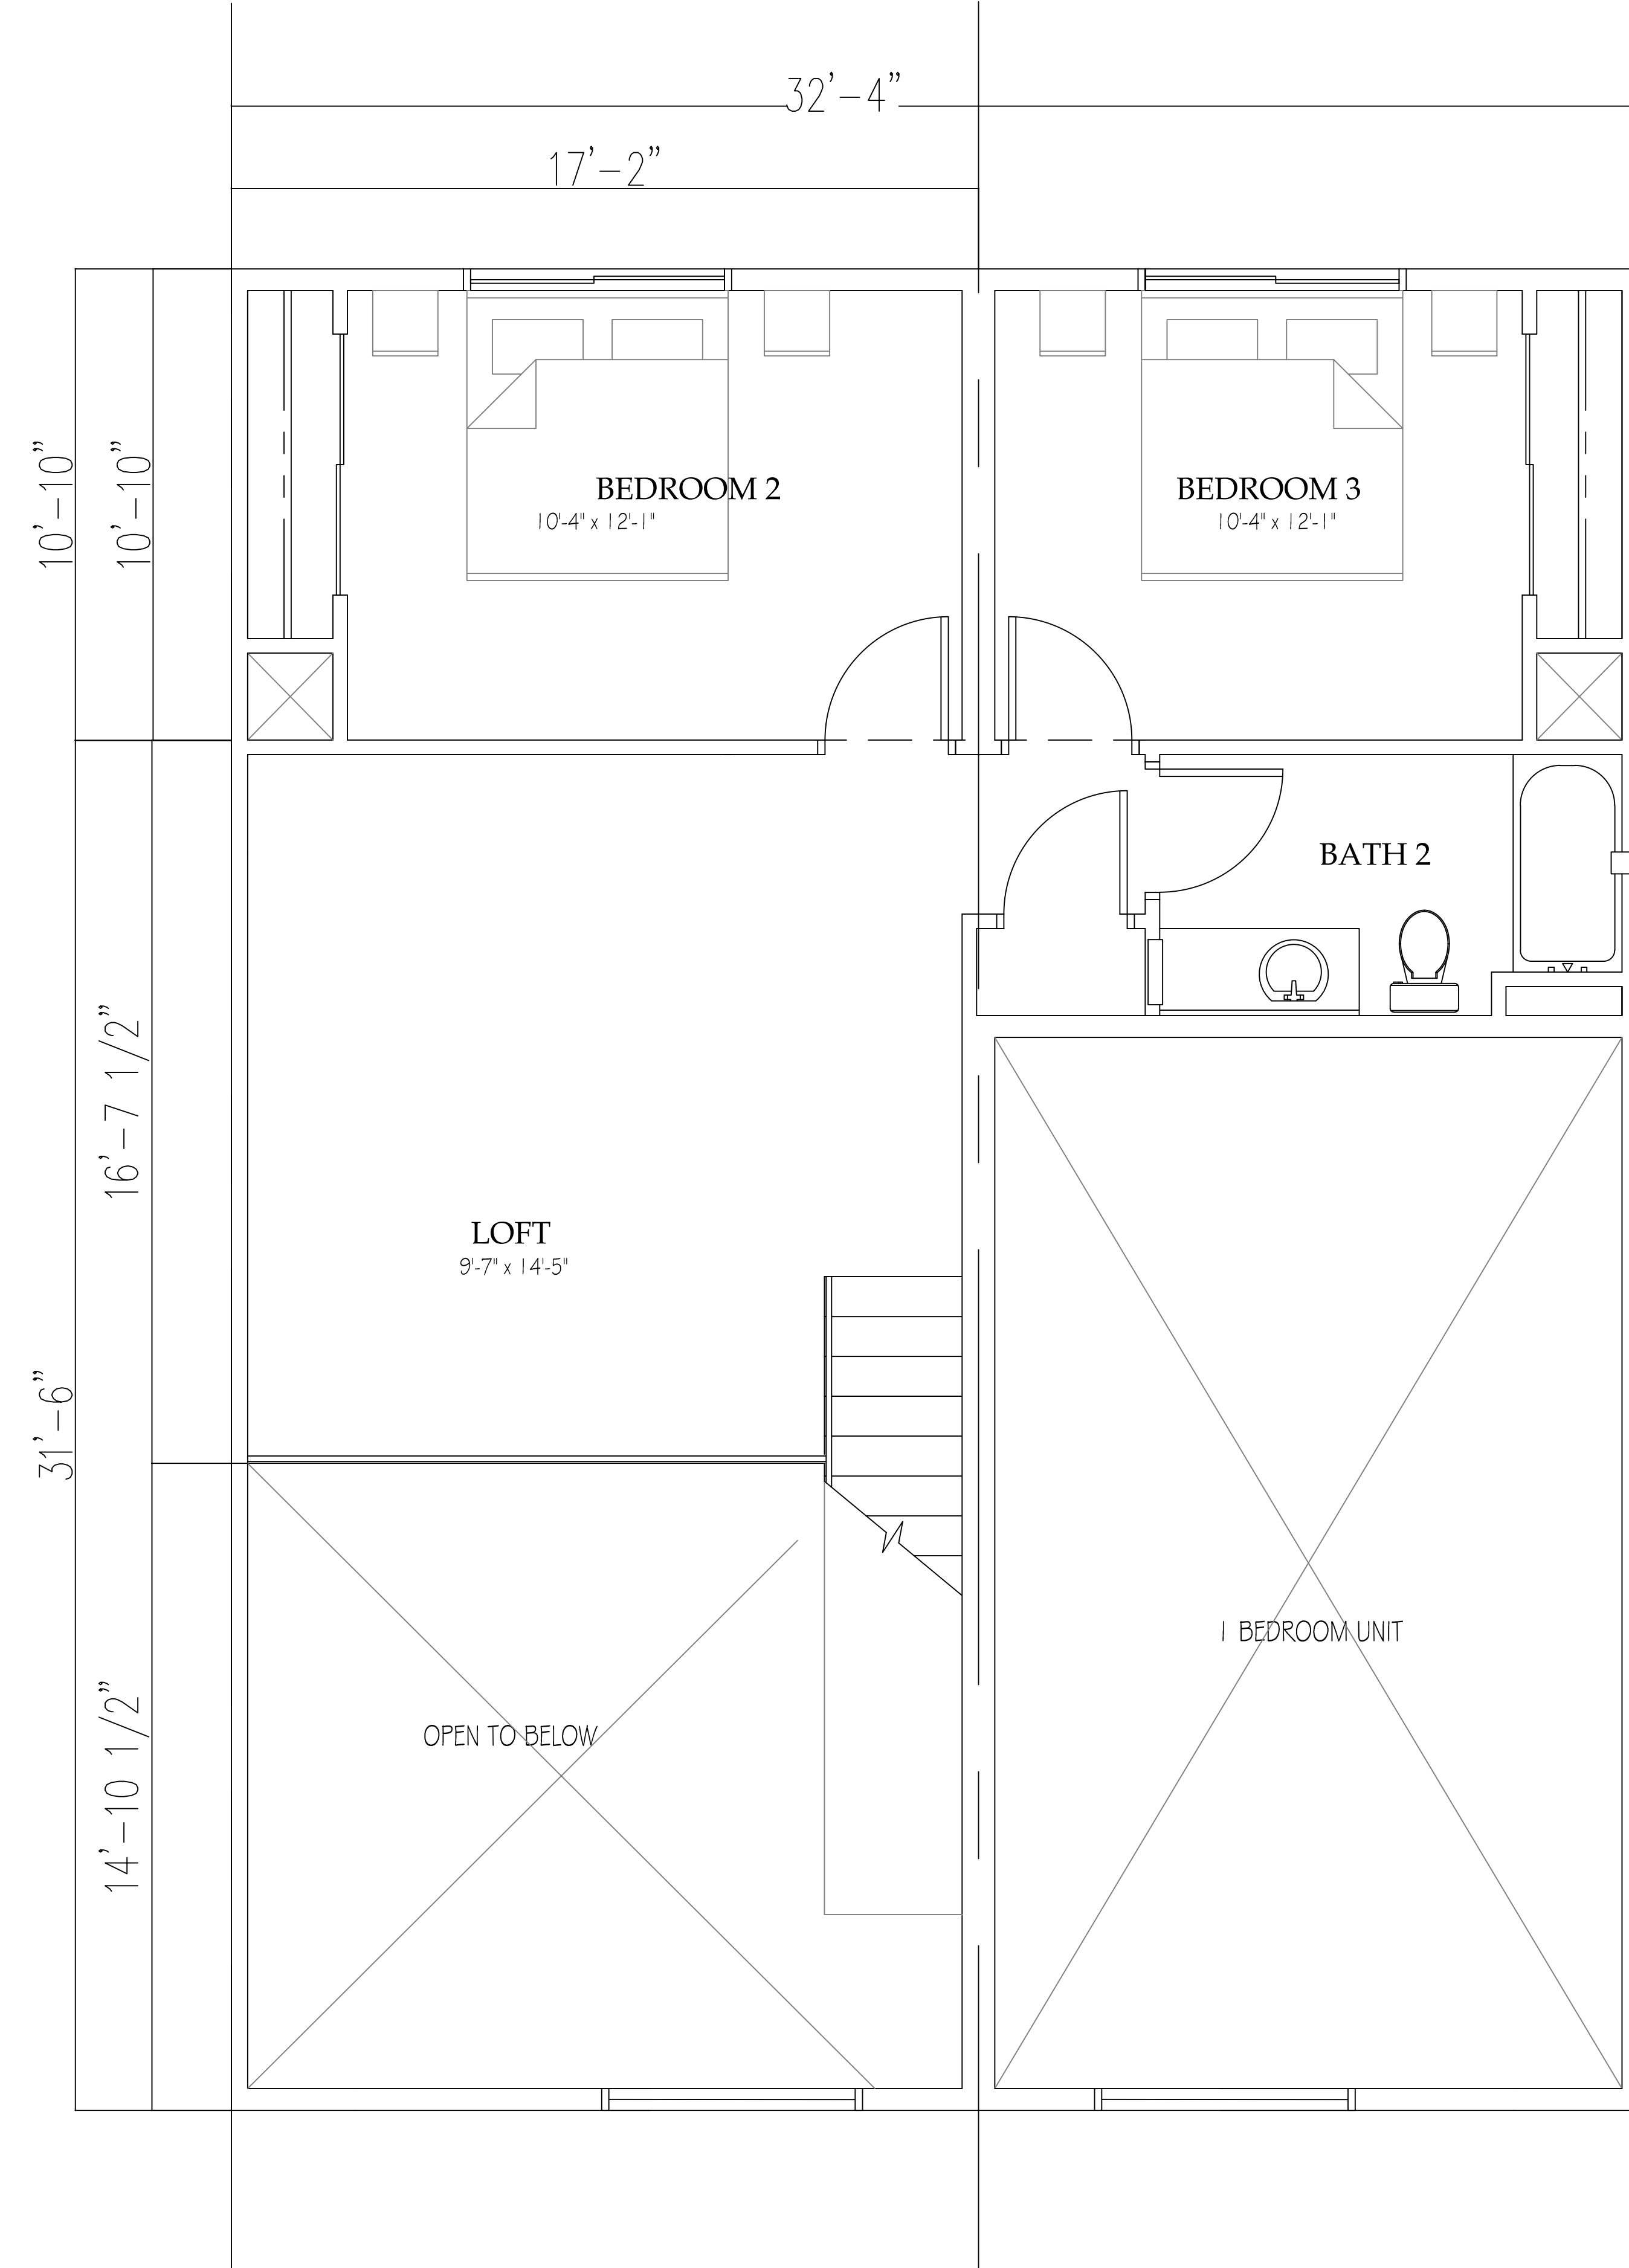 32'-4"
17'-2"
10'-10"
10'-10"
BEDROOM 2
10'-4" x 12'-1"
BEDROOM 3
10'-4" x 12'-1"
BATH 2
16'-7 1/2"
LOFT
9'-7" x 14'-5"
31'-6"
1 BEDROOM UNIT
OPEN TO BELOW
14'-10 1/2"